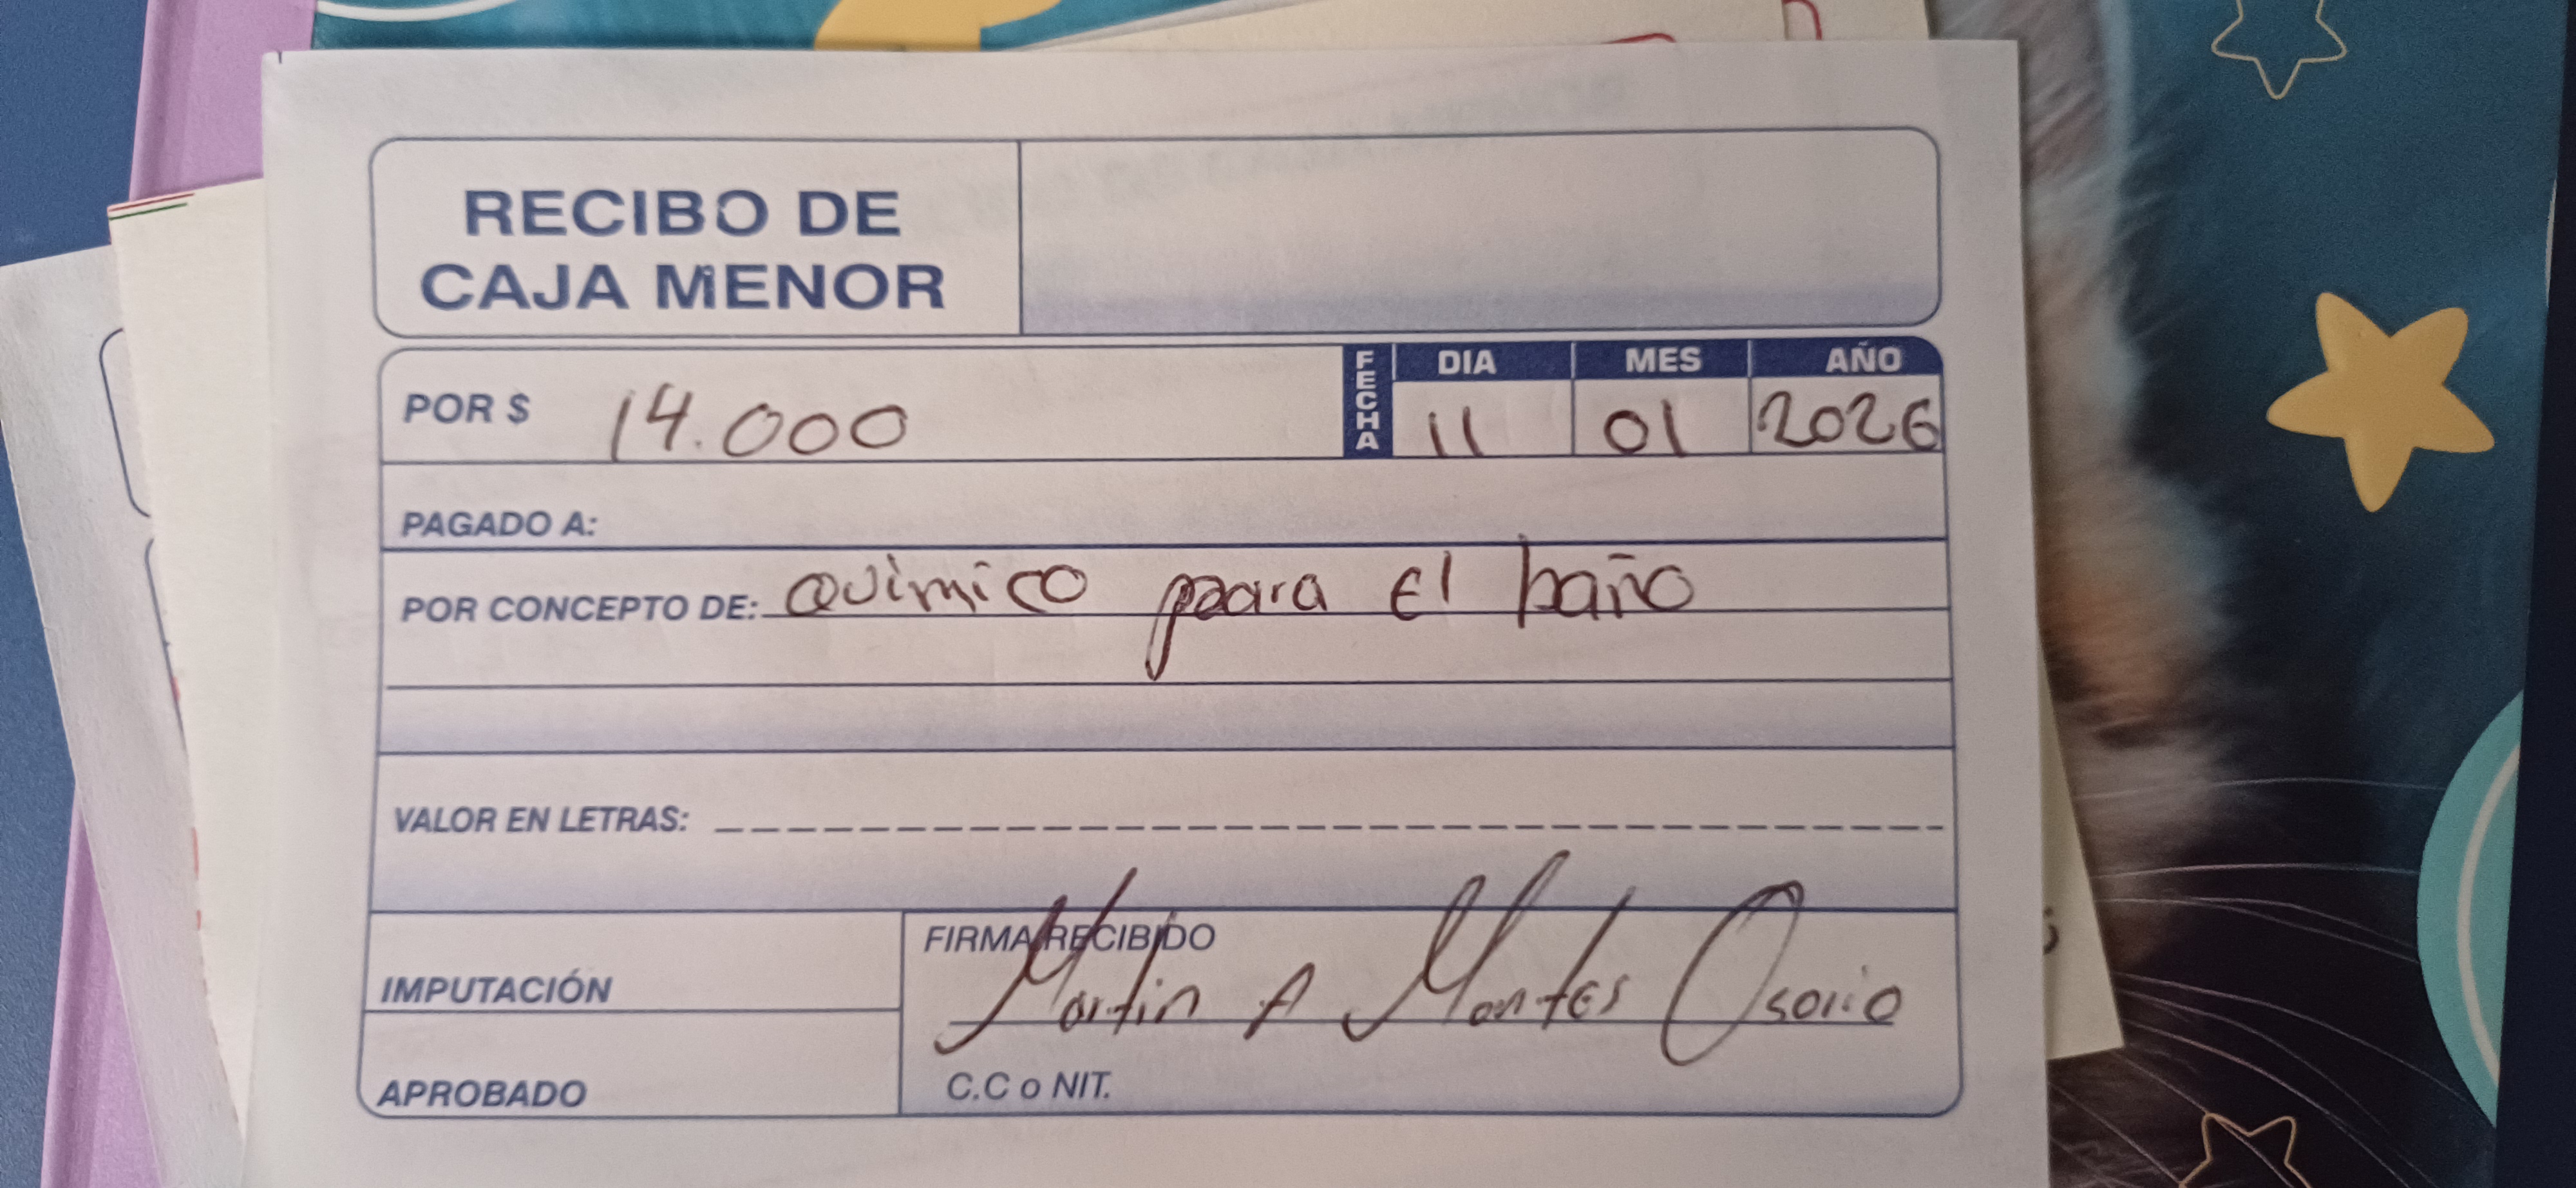 RECIBO DE
CAJA MENOR
FECHA
DIA MES AÑO
POR $ 14.000 11 01 2026
PAGADO A:
POR CONCEPTO DE: Quimico paara El baño
VALOR EN LETRAS:
FIRMA RECIBIDO
Martin A Montes Osorio
IMPUTACIÓN
APROBADO
C.C o NIT.